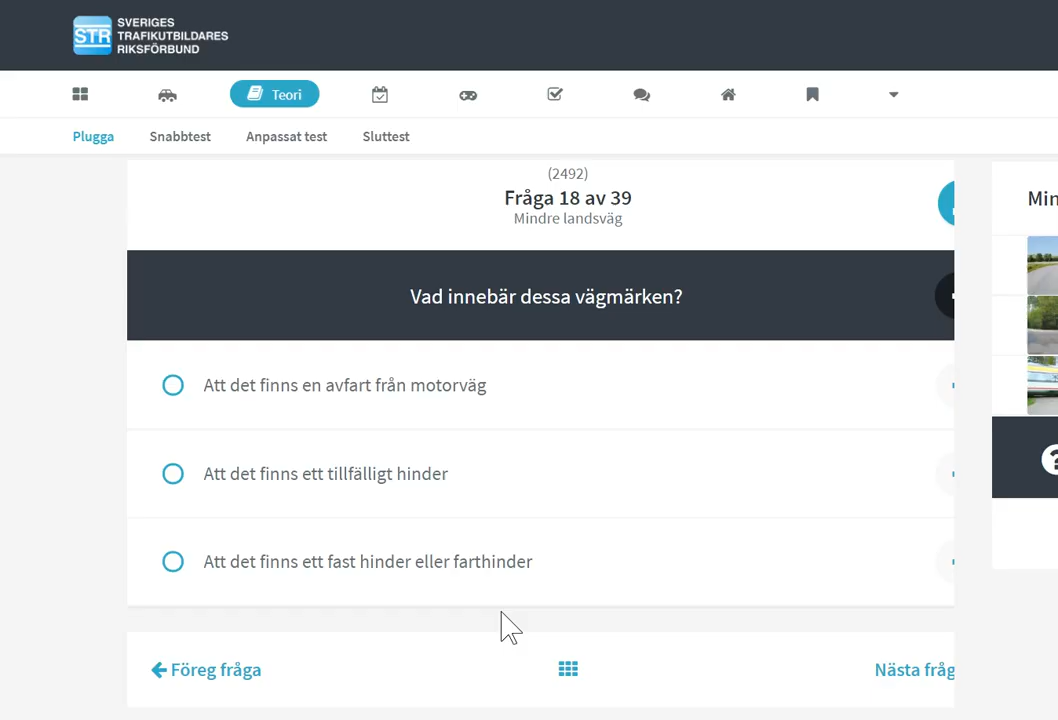 STR
SVERIGES
TRAFIKUTBILDARES
RIKSFÖRBUND
Teori
Plugga
Snabbtest
Anpassat test
Sluttest
(2492)
Fråga 18 av 39
Mindre landsväg
Min
Vad innebär dessa vägmärken?
Att det finns en avfart från motorväg
Att det finns ett tillfälligt hinder
Att det finns ett fast hinder eller farthinder
Föreg fråga
Nästa fråg